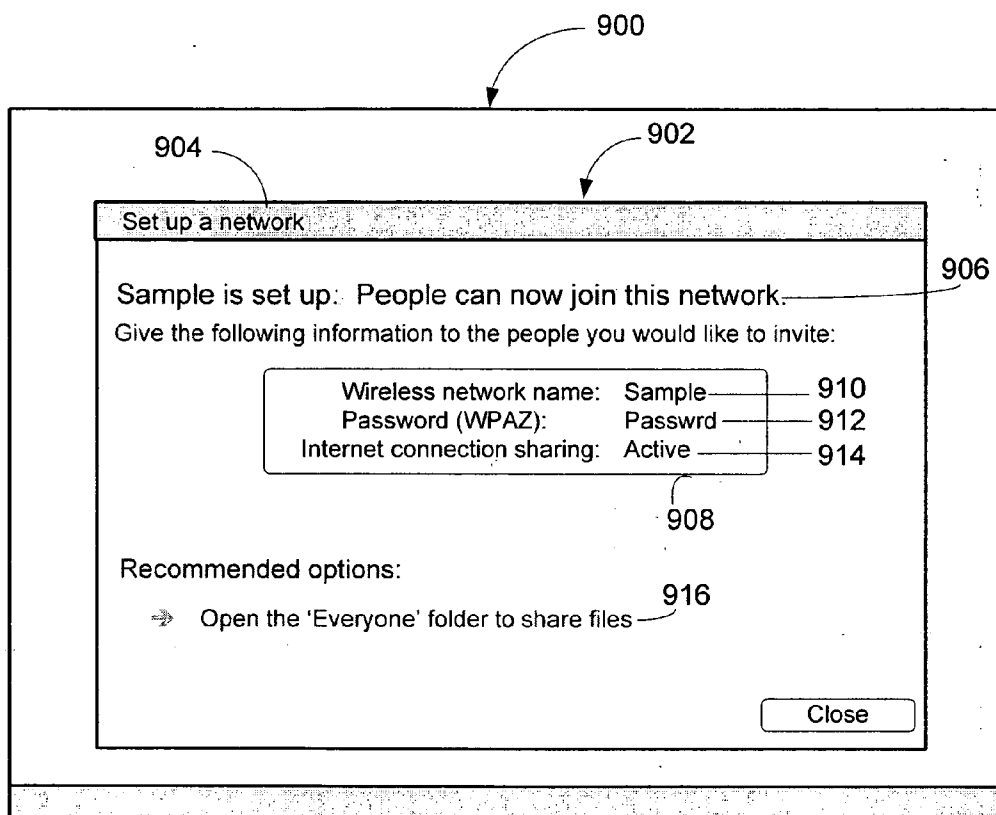 900
904
902
Set up a network
906
Sample is set up: People can now join this network.
Give the following information to the people you would like to invite:
Wireless network name: Sample 910
Password (WPAZ): Passwrd 912
Internet connection sharing: Active 914
908
Recommended options:
916
Open the 'Everyone' folder to share files
Close